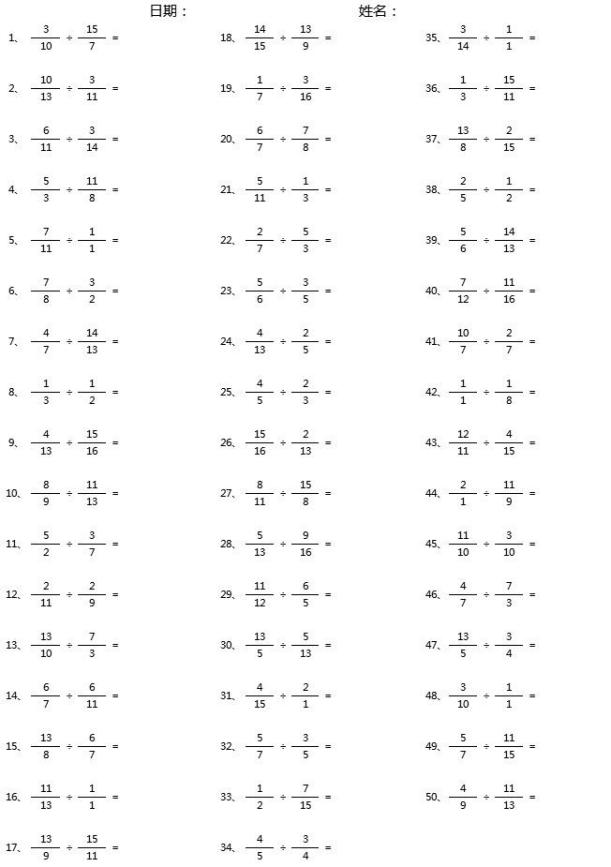 日期： 姓名：
1、 3/10 ÷ 15/7 = 18、 14/15 ÷ 13/9 = 35、 3/14 ÷ 1/1 =
2、 10/13 ÷ 3/11 = 19、 1/7 ÷ 3/16 = 36、 1/3 ÷ 15/11 =
3、 6/11 ÷ 3/14 = 20、 6/7 ÷ 7/8 = 37、 13/8 ÷ 2/15 =
4、 5/3 ÷ 11/8 = 21、 5/11 ÷ 1/3 = 38、 2/5 ÷ 1/2 =
5、 7/11 ÷ 1/1 = 22、 2/7 ÷ 5/3 = 39、 5/6 ÷ 14/13 =
6、 7/8 ÷ 3/2 = 23、 5/6 ÷ 3/5 = 40、 7/12 ÷ 11/16 =
7、 4/7 ÷ 14/13 = 24、 4/13 ÷ 2/5 = 41、 10/7 ÷ 2/7 =
8、 1/3 ÷ 1/2 = 25、 4/5 ÷ 2/3 = 42、 1/1 ÷ 1/8 =
9、 4/13 ÷ 15/16 = 26、 15/16 ÷ 2/13 = 43、 12/11 ÷ 4/15 =
10、 8/9 ÷ 11/13 = 27、 8/11 ÷ 15/8 = 44、 2/1 ÷ 11/9 =
11、 5/2 ÷ 3/7 = 28、 5/13 ÷ 9/16 = 45、 11/10 ÷ 3/10 =
12、 2/11 ÷ 2/9 = 29、 11/12 ÷ 6/5 = 46、 4/7 ÷ 7/3 =
13、 13/10 ÷ 7/3 = 30、 13/5 ÷ 5/13 = 47、 13/5 ÷ 3/4 =
14、 6/7 ÷ 6/11 = 31、 4/15 ÷ 2/1 = 48、 3/10 ÷ 1/1 =
15、 13/8 ÷ 6/7 = 32、 5/7 ÷ 3/5 = 49、 5/7 ÷ 11/15 =
16、 11/13 ÷ 1/1 = 33、 1/2 ÷ 7/15 = 50、 4/9 ÷ 11/13 =
17、 13/9 ÷ 15/11 = 34、 4/5 ÷ 3/4 =